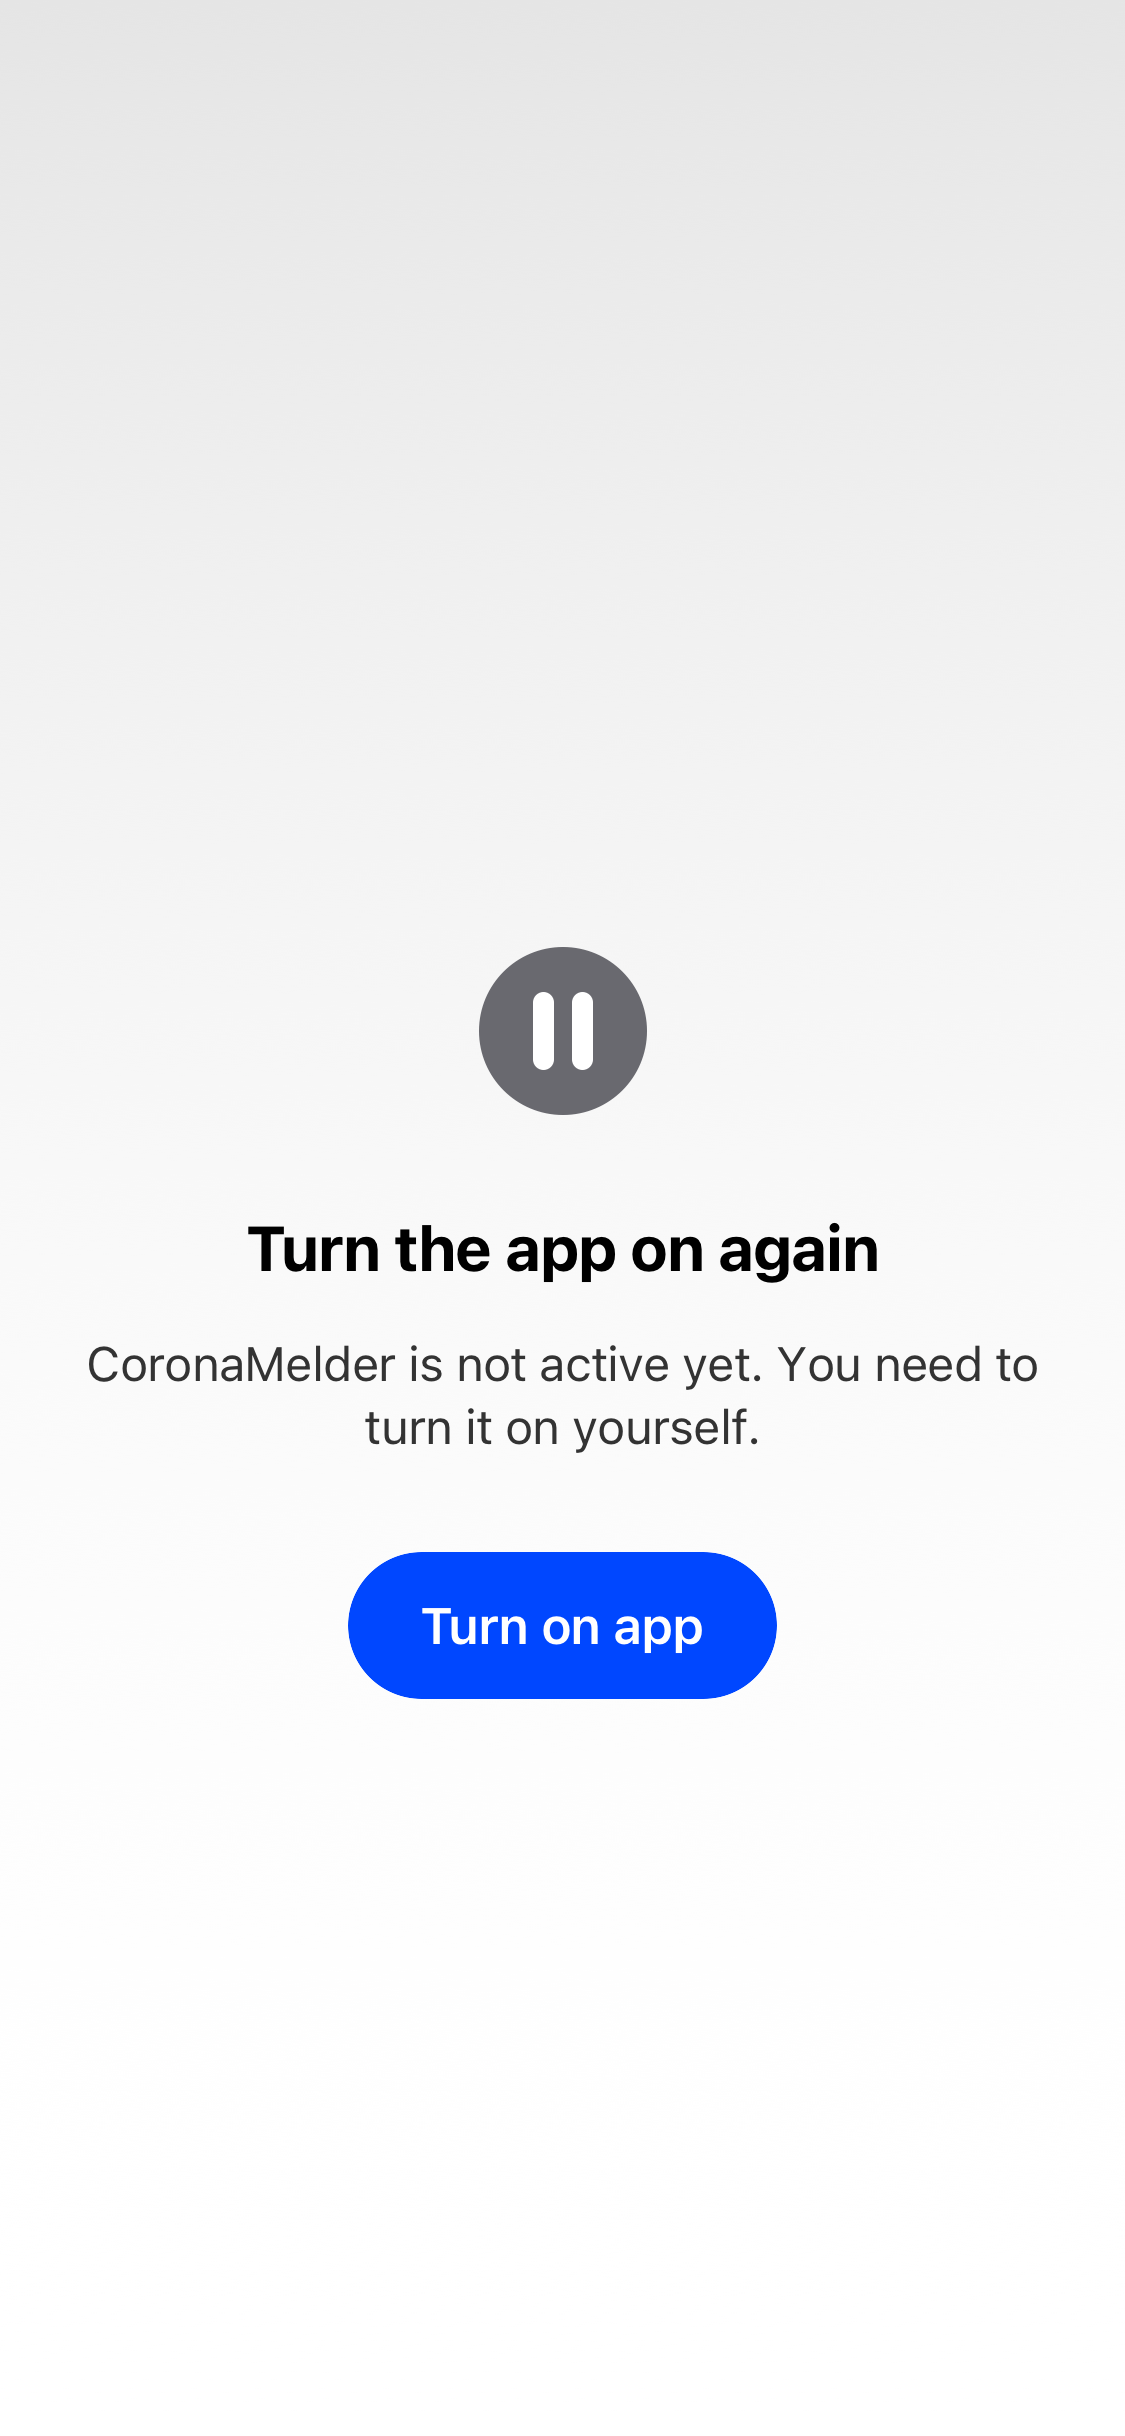 Turn the app on again
CoronaMelder is not active yet. You need to
turn it on yourself.
Turn on app